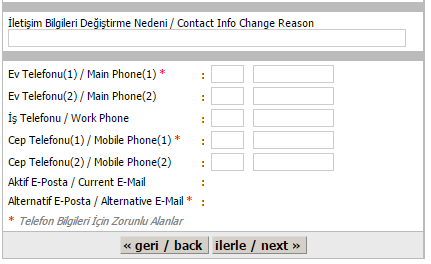 İletişim Bilgileri Değiştirme Nedeni / Contact Info Change Reason
Ev Telefonu(1) / Main Phone(1) * :
Ev Telefonu(2) / Main Phone(2) :
İş Telefonu / Work Phone :
Cep Telefonu(1) / Mobile Phone(1) * :
Cep Telefonu(2) / Mobile Phone(2) :
Aktif E-Posta / Current E-Mail :
Alternatif E-Posta / Alternative E-Mail * :
* Telefon Bilgileri İçin Zorunlu Alanlar
« geri / back ilerle / next »